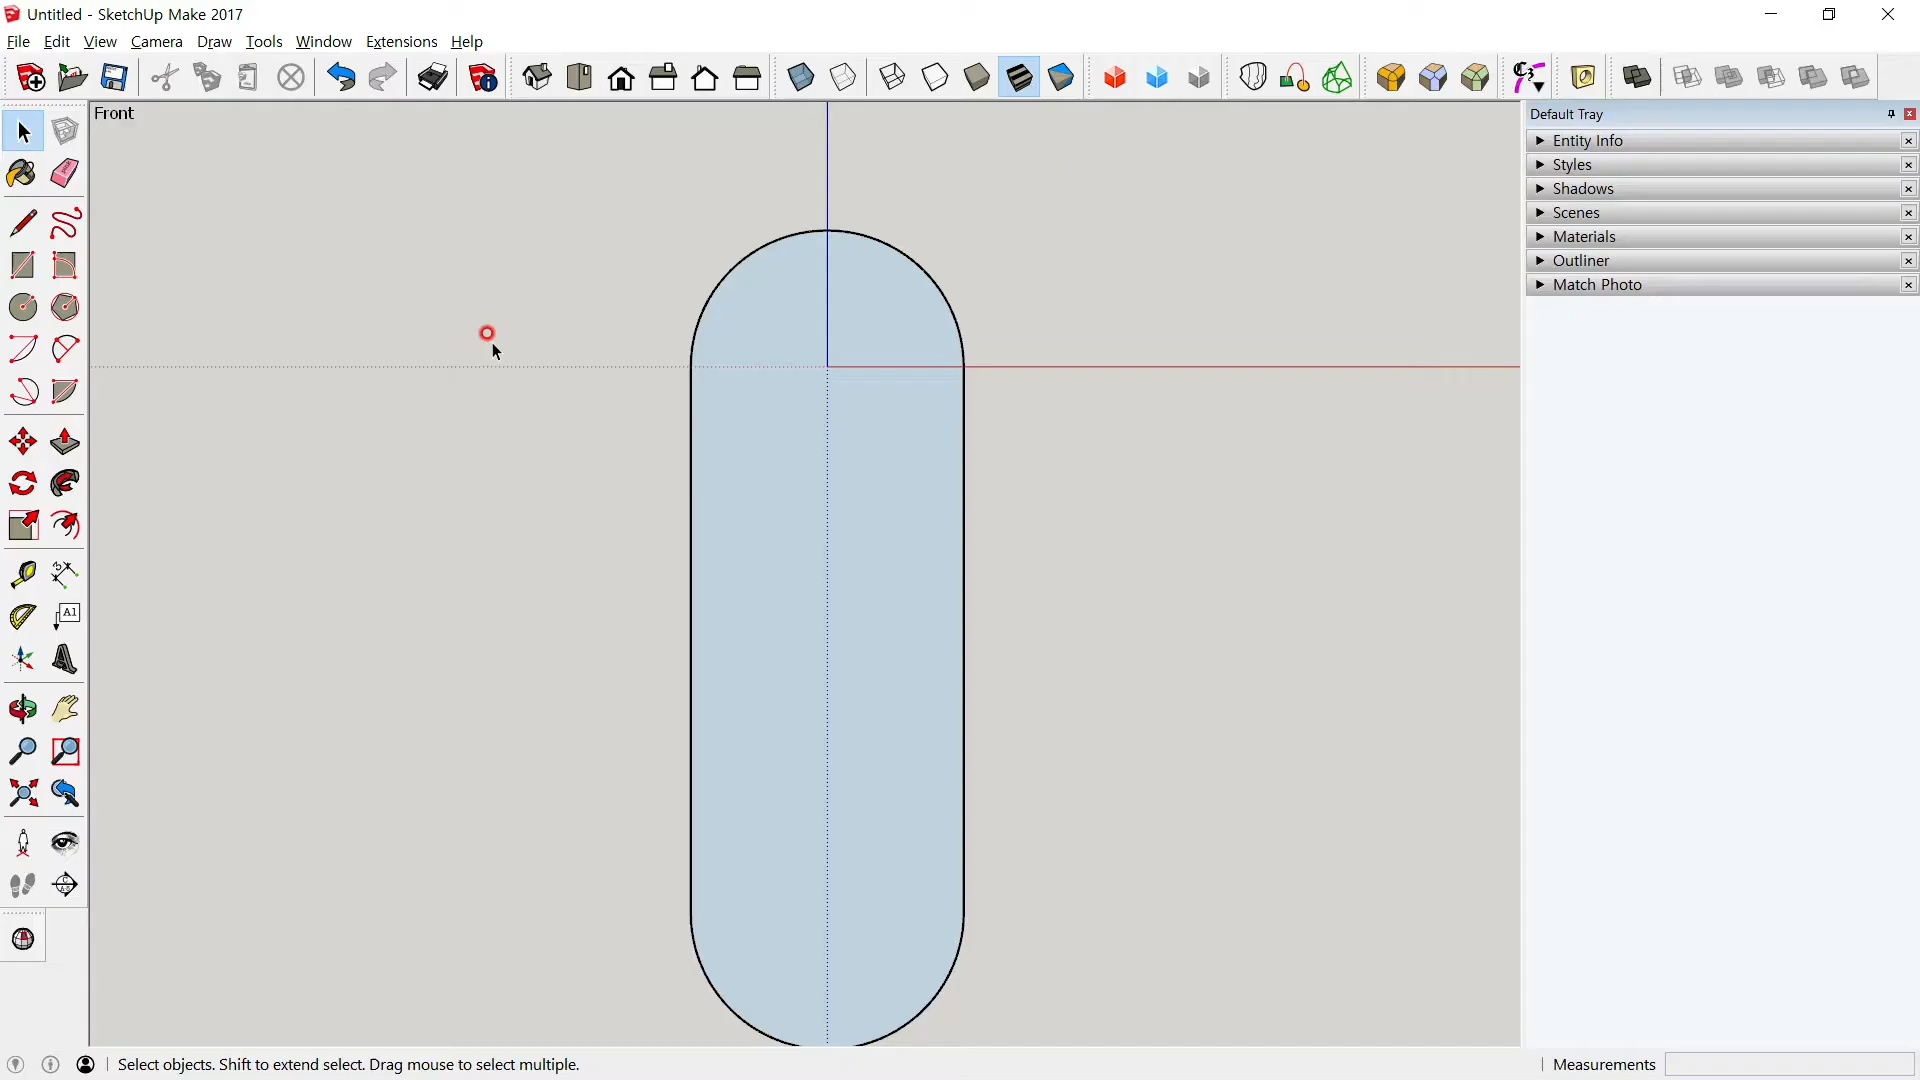 Untitled - SketchUp Make 2017
File Edit View Camera Draw Tools Window Extensions Help
Front
Default Tray
Entity Info
Styles
Shadows
Scenes
Materials
Outliner
Match Photo
A1
Select objects. Shift to extend select. Drag mouse to select multiple.
Measurements